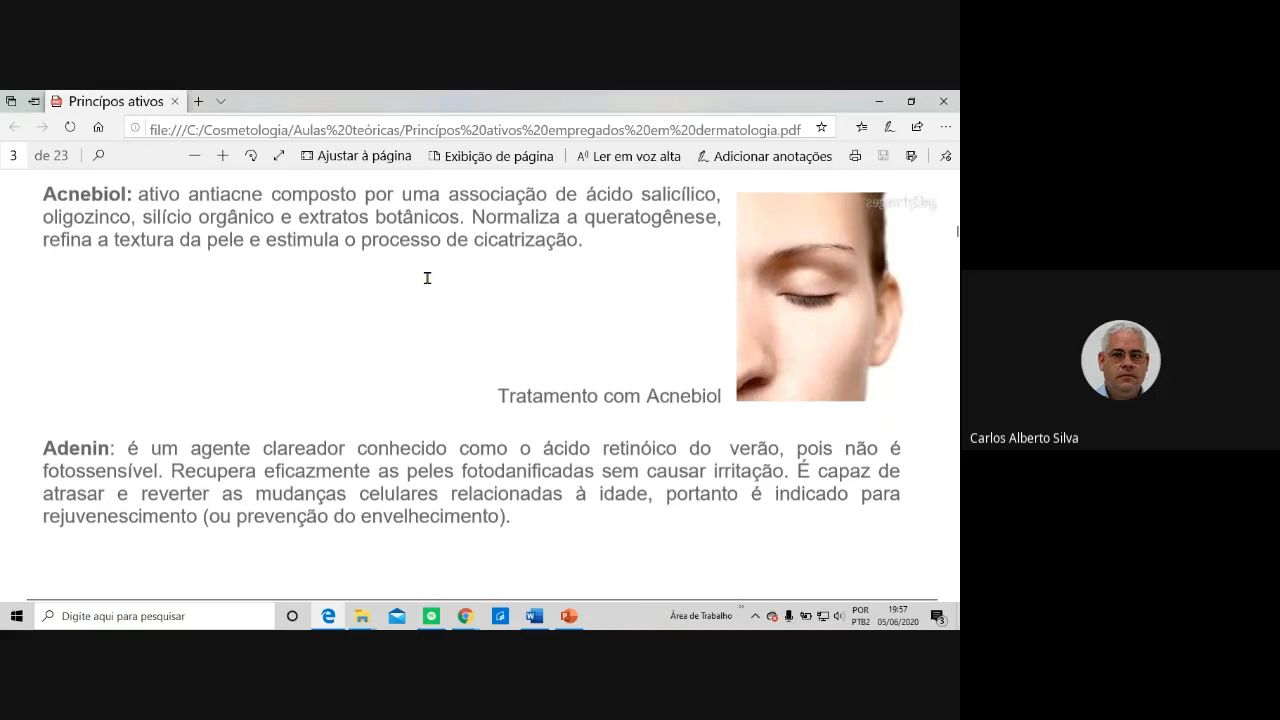 Princípos ativos
file:///C:/Cosmetologia/Aulas%20teóricas/Princípos%20ativos%20empregados%20em%20dermatologia.pdf
3 de 23
Ajustar à página
Exibição de página
Ler em voz alta
Adicionar anotações
Acnebiol: ativo antiacne composto por uma associação de ácido salicílico,
oligozinco, silício orgânico e extratos botânicos. Normaliza a queratogênese,
refina a textura da pele e estimula o processo de cicatrização.
Tratamento com Acnebiol
Adenin: é um agente clareador conhecido como o ácido retinóico do verão, pois não é
fotossensível. Recupera eficazmente as peles fotodanificadas sem causar irritação. É capaz de
atrasar e reverter as mudanças celulares relacionadas à idade, portanto é indicado para
rejuvenescimento (ou prevenção do envelhecimento).
Carlos Alberto Silva
Digite aqui para pesquisar
Área de Trabalho
POR
PTB2
19:57
05/06/2020
3